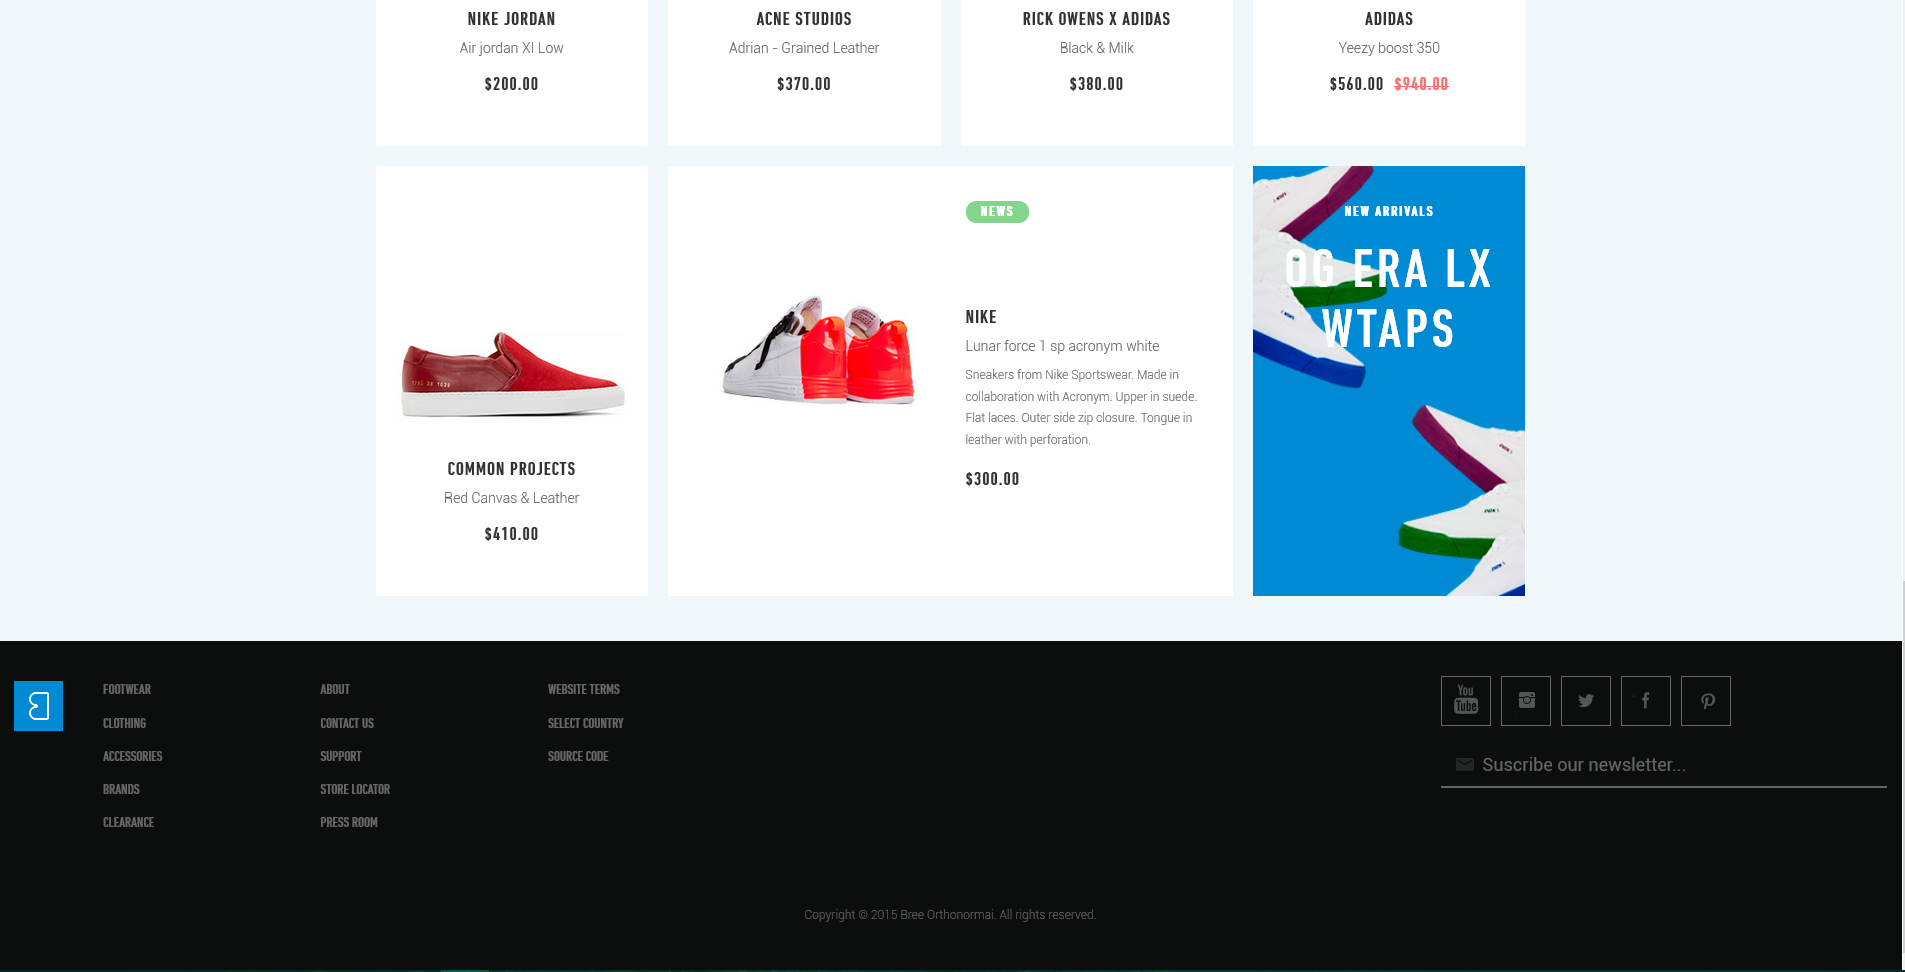 NIKE JORDAN
Air jordan XI Low
$200.00
ACNE STUDIOS
Adrian - Grained Leather
$370.00
RICK OWENS X ADIDAS
Black & Milk
$380.00
ADIDAS
Yeezy boost 350
$560.00 $940.00
COMMON PROJECTS
Red Canvas & Leather
$410.00
NEWS
NIKE
Lunar force 1 sp acronym white
Sneakers from Nike Sportswear. Made in
collaboration with Acronym. Upper in suede.
Flat laces. Outer side zip closure. Tongue in
leather with perforation.
$300.00
NEW ARRIVALS
OG ERA LX
WTAPS
FOOTWEAR
CLOTHING
ACCESSORIES
BRANDS
CLEARANCE
ABOUT
CONTACT US
SUPPORT
STORE LOCATOR
PRESS ROOM
WEBSITE TERMS
SELECT COUNTRY
SOURCE CODE
You
Tube
Suscribe our newsletter...
Copyright © 2015 Bree Orthonormai. All rights reserved.